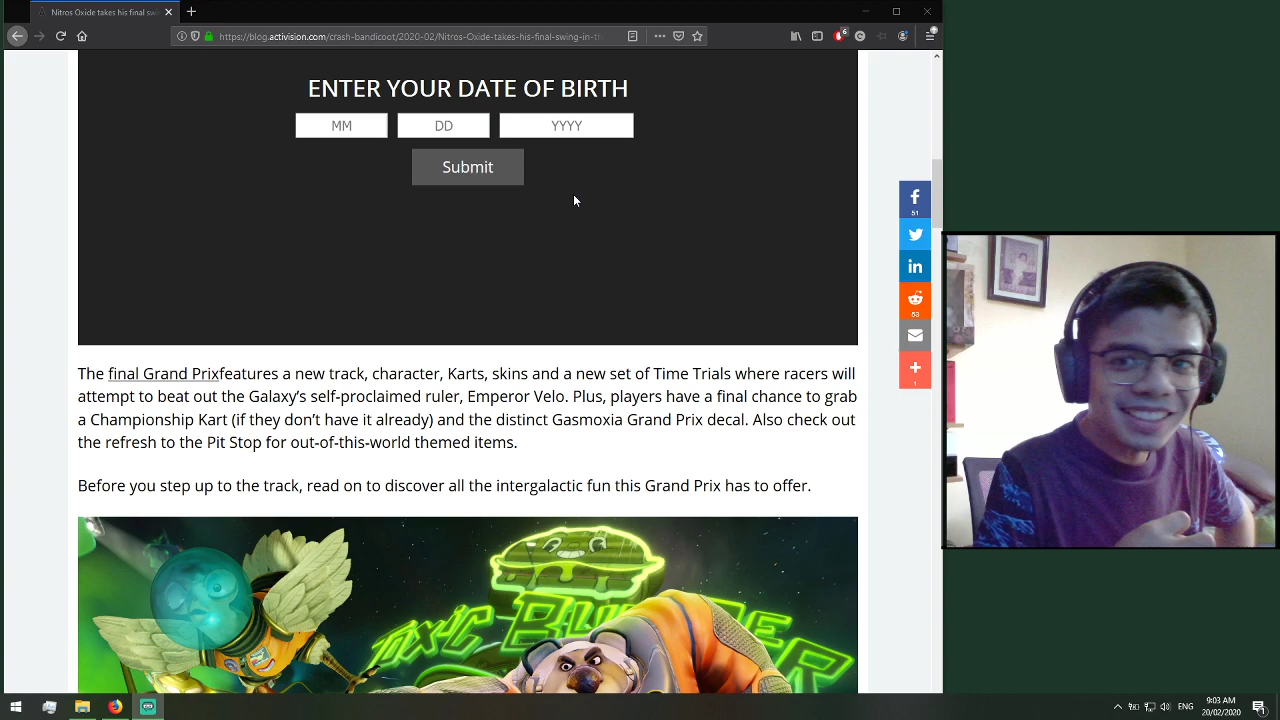 Nitros Oxide takes his final swin
https://blog.activision.com/crash-bandicoot/2020-02/Nitros-Oxide-takes-his-final-swing-in-th
6
ENTER YOUR DATE OF BIRTH
MM DD YYYY
Submit
51
53
1
The final Grand Prixfeatures a new track, character, Karts, skins and a new set of Time Trials where racers will
attempt to beat out the Galaxy’s self-proclaimed ruler, Emperor Velo. Plus, players have a final chance to grab
a Championship Kart (if they don’t have it already) and the distinct Gasmoxia Grand Prix decal. Also check out
the refresh to the Pit Stop for out-of-this-world themed items.
Before you step up to the track, read on to discover all the intergalactic fun this Grand Prix has to offer.
ENG
9:03 AM
20/02/2020